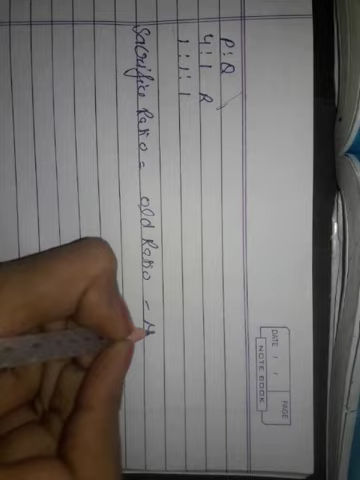 DATE / /
PAGE
NOTE BOOK
P : Q
4 : 1 R
1 : 1 : 1
Sacrifice Ratio = old Ratio - N